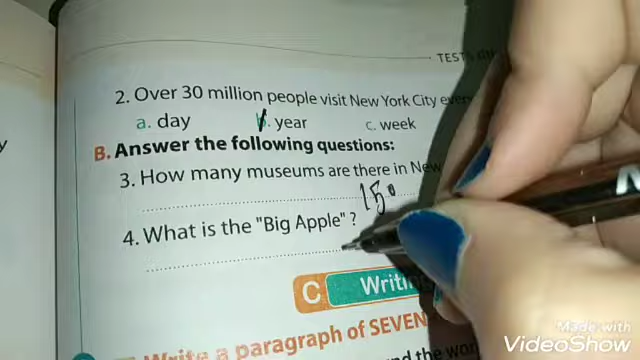 TESTS
2. Over 30 million people visit New York City every
a. day b. year c. week
B. Answer the following questions:
3. How many museums are there in New
150
4. What is the "Big Apple" ?
C Writing
Write a paragraph of SEVEN
Made with
VideoShow